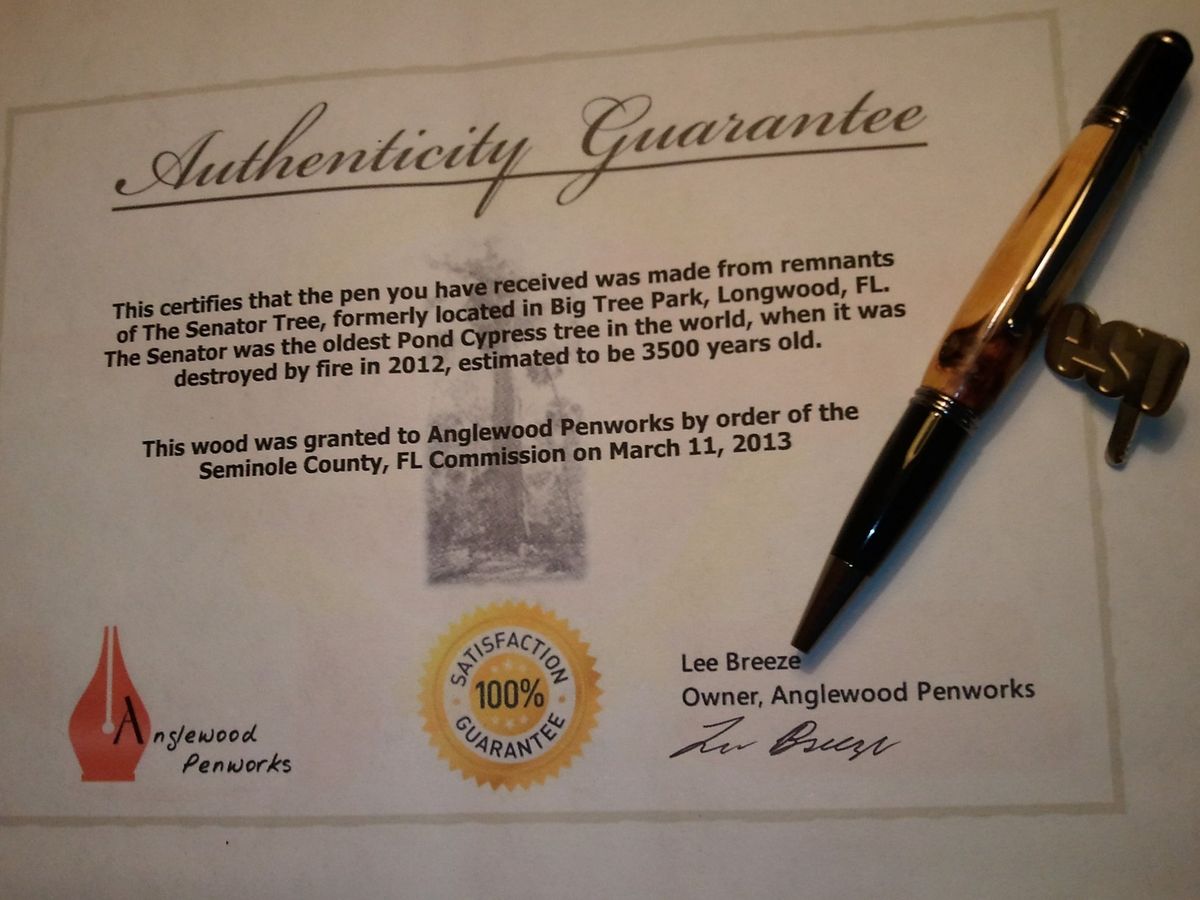 Authenticity Guarantee
This certifies that the pen you have received was made from remnants
of The Senator Tree, formerly located in Big Tree Park, Longwood, FL.
The Senator was the oldest Pond Cypress tree in the world, when it was
destroyed by fire in 2012, estimated to be 3500 years old.
This wood was granted to Anglewood Penworks by order of the
Seminole County, FL Commission on March 11, 2013
Anglewood
Penworks
SATISFACTION
100%
GUARANTEE
Lee Breeze
Owner, Anglewood Penworks
Lee Breeze